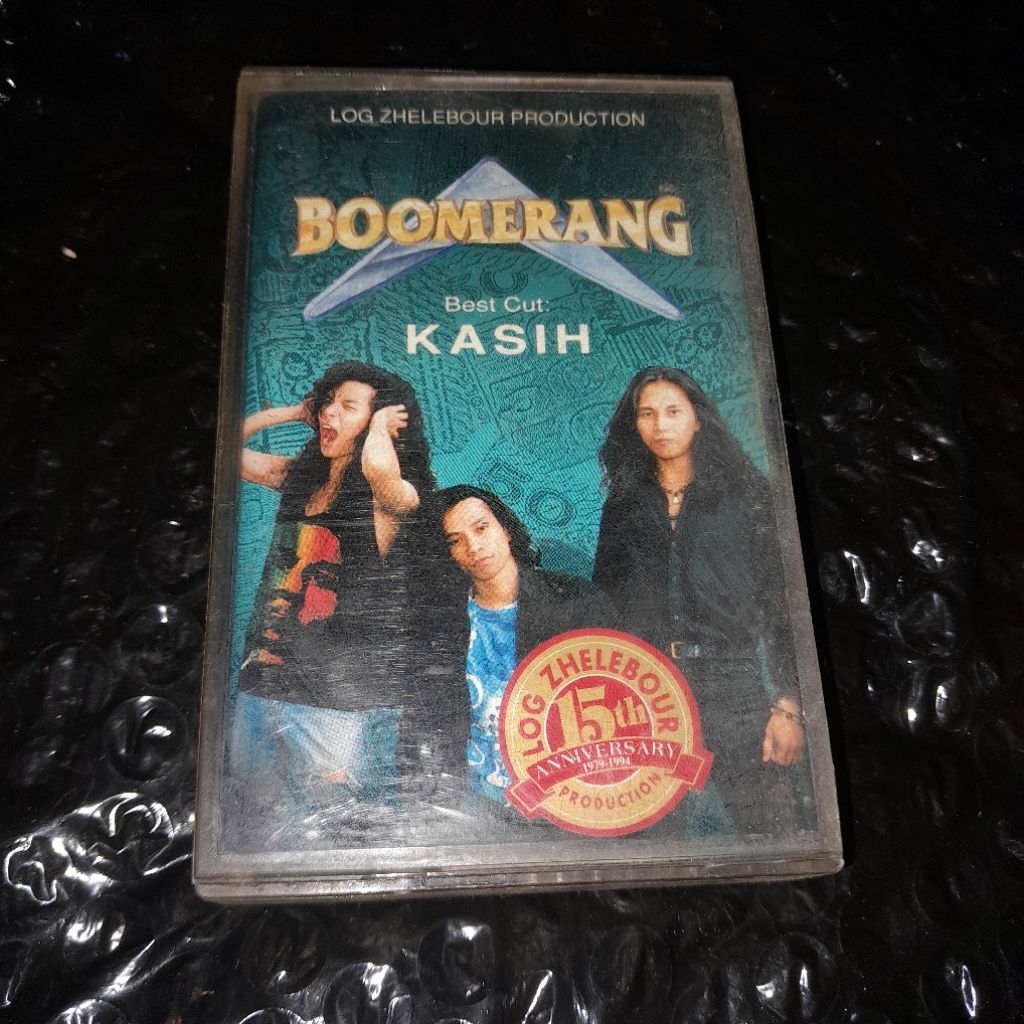 LOG ZHELEBOUR PRODUCTION
BOOMERANG
Best Cut:
KASIH
LOG ZHELEBOUR
15th
ANNIVERSARY
1979-1994
PRODUCTION